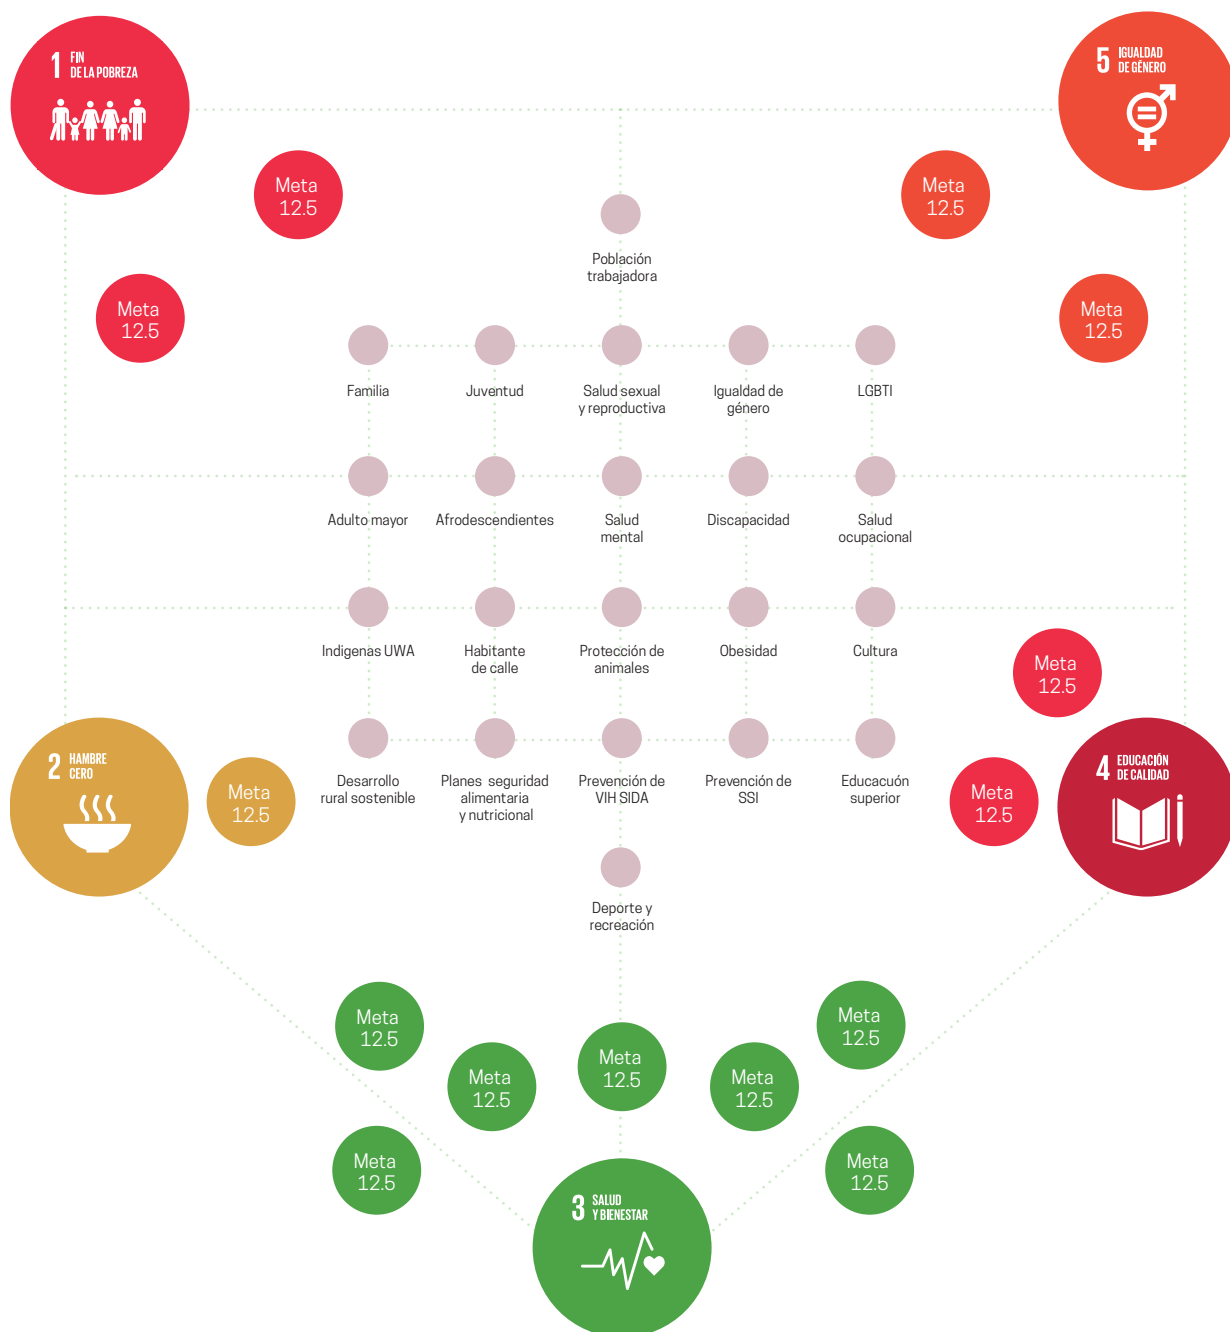 1 FIN
DE LA POBREZA
5 IGUALDAD
DE GÉNERO
Meta
12.5
Meta
12.5
Meta
12.5
Meta
12.5
Población
trabajadora
Familia
Juventud
Salud sexual
y reproductiva
Igualdad de
género
LGBTI
Adulto mayor
Afrodescendientes
Salud
mental
Discapacidad
Salud
ocupacional
Indigenas UWA
Habitante
de calle
Protección de
animales
Obesidad
Cultura
Meta
12.5
2 HAMBRE
CERO
Meta
12.5
Desarrollo
rural sostenible
Planes seguridad
alimentaria
y nutricional
Prevención de
VIH SIDA
Prevención de
SSI
Educacuón
superior
Meta
12.5
4 EDUCACIÓN
DE CALIDAD
Deporte y
recreación
Meta
12.5
Meta
12.5
Meta
12.5
Meta
12.5
Meta
12.5
Meta
12.5
Meta
12.5
3 SALUD
Y BIENESTAR